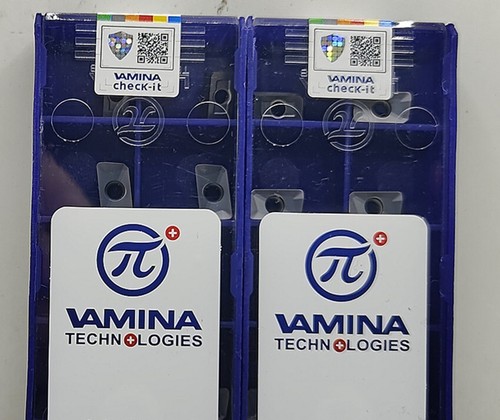 VAMINA
check-it
VAMINA
check-it
π
VAMINA
TECHNOLOGIES
π
VAMINA
TECHNOLOGIES